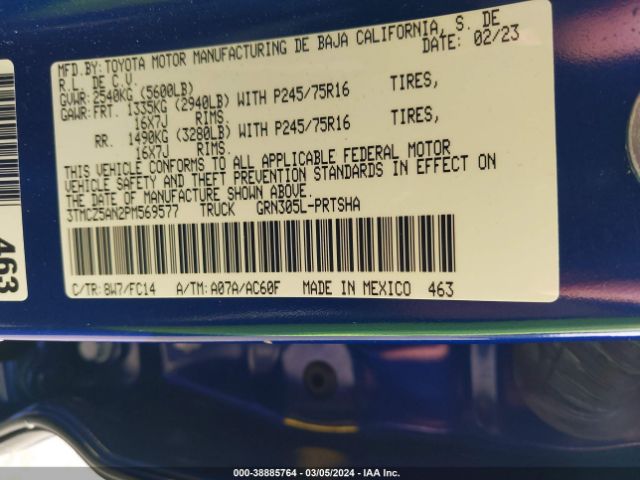 MFD.BY: TOYOTA MOTOR MANUFACTURING DE BAJA CALIFORNIA, S. DE
R.L. DE C.V. DATE: 02/23
GVWR: 2540KG (5600LB)
GAWR: FRT. 1335KG (2940LB) WITH P245/75R16 TIRES,
16X7J RIMS.
RR. 1490KG (3280LB) WITH P245/75R16 TIRES,
16X7J RIMS.
THIS VEHICLE CONFORMS TO ALL APPLICABLE FEDERAL MOTOR
VEHICLE SAFETY AND THEFT PREVENTION STANDARDS IN EFFECT ON
THE DATE OF MANUFACTURE SHOWN ABOVE.
3TMCZ5AN2PM569577 TRUCK GRN305L-PRTSHA
C/TR: 8W7/FC14 A/TM: A07A/AC60F MADE IN MEXICO 463
463
000-38885764 - 03/05/2024 - IAA Inc.